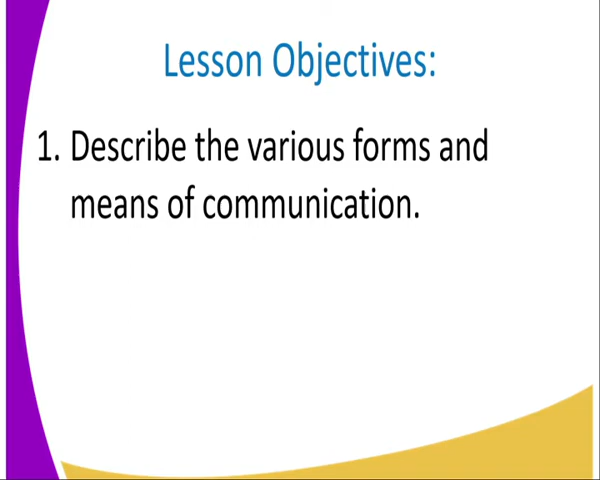 Lesson Objectives:
1. Describe the various forms and
means of communication.